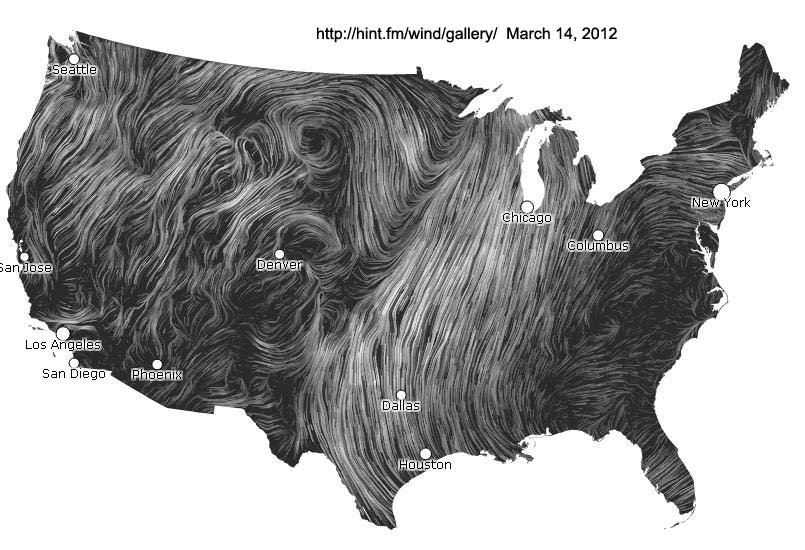 http://hint.fm/wind/gallery/ March 14, 2012
Seattle
New York
Chicago
Columbus
Denver
San Jose
Los Angeles
San Diego
Phoenix
Dallas
Houston